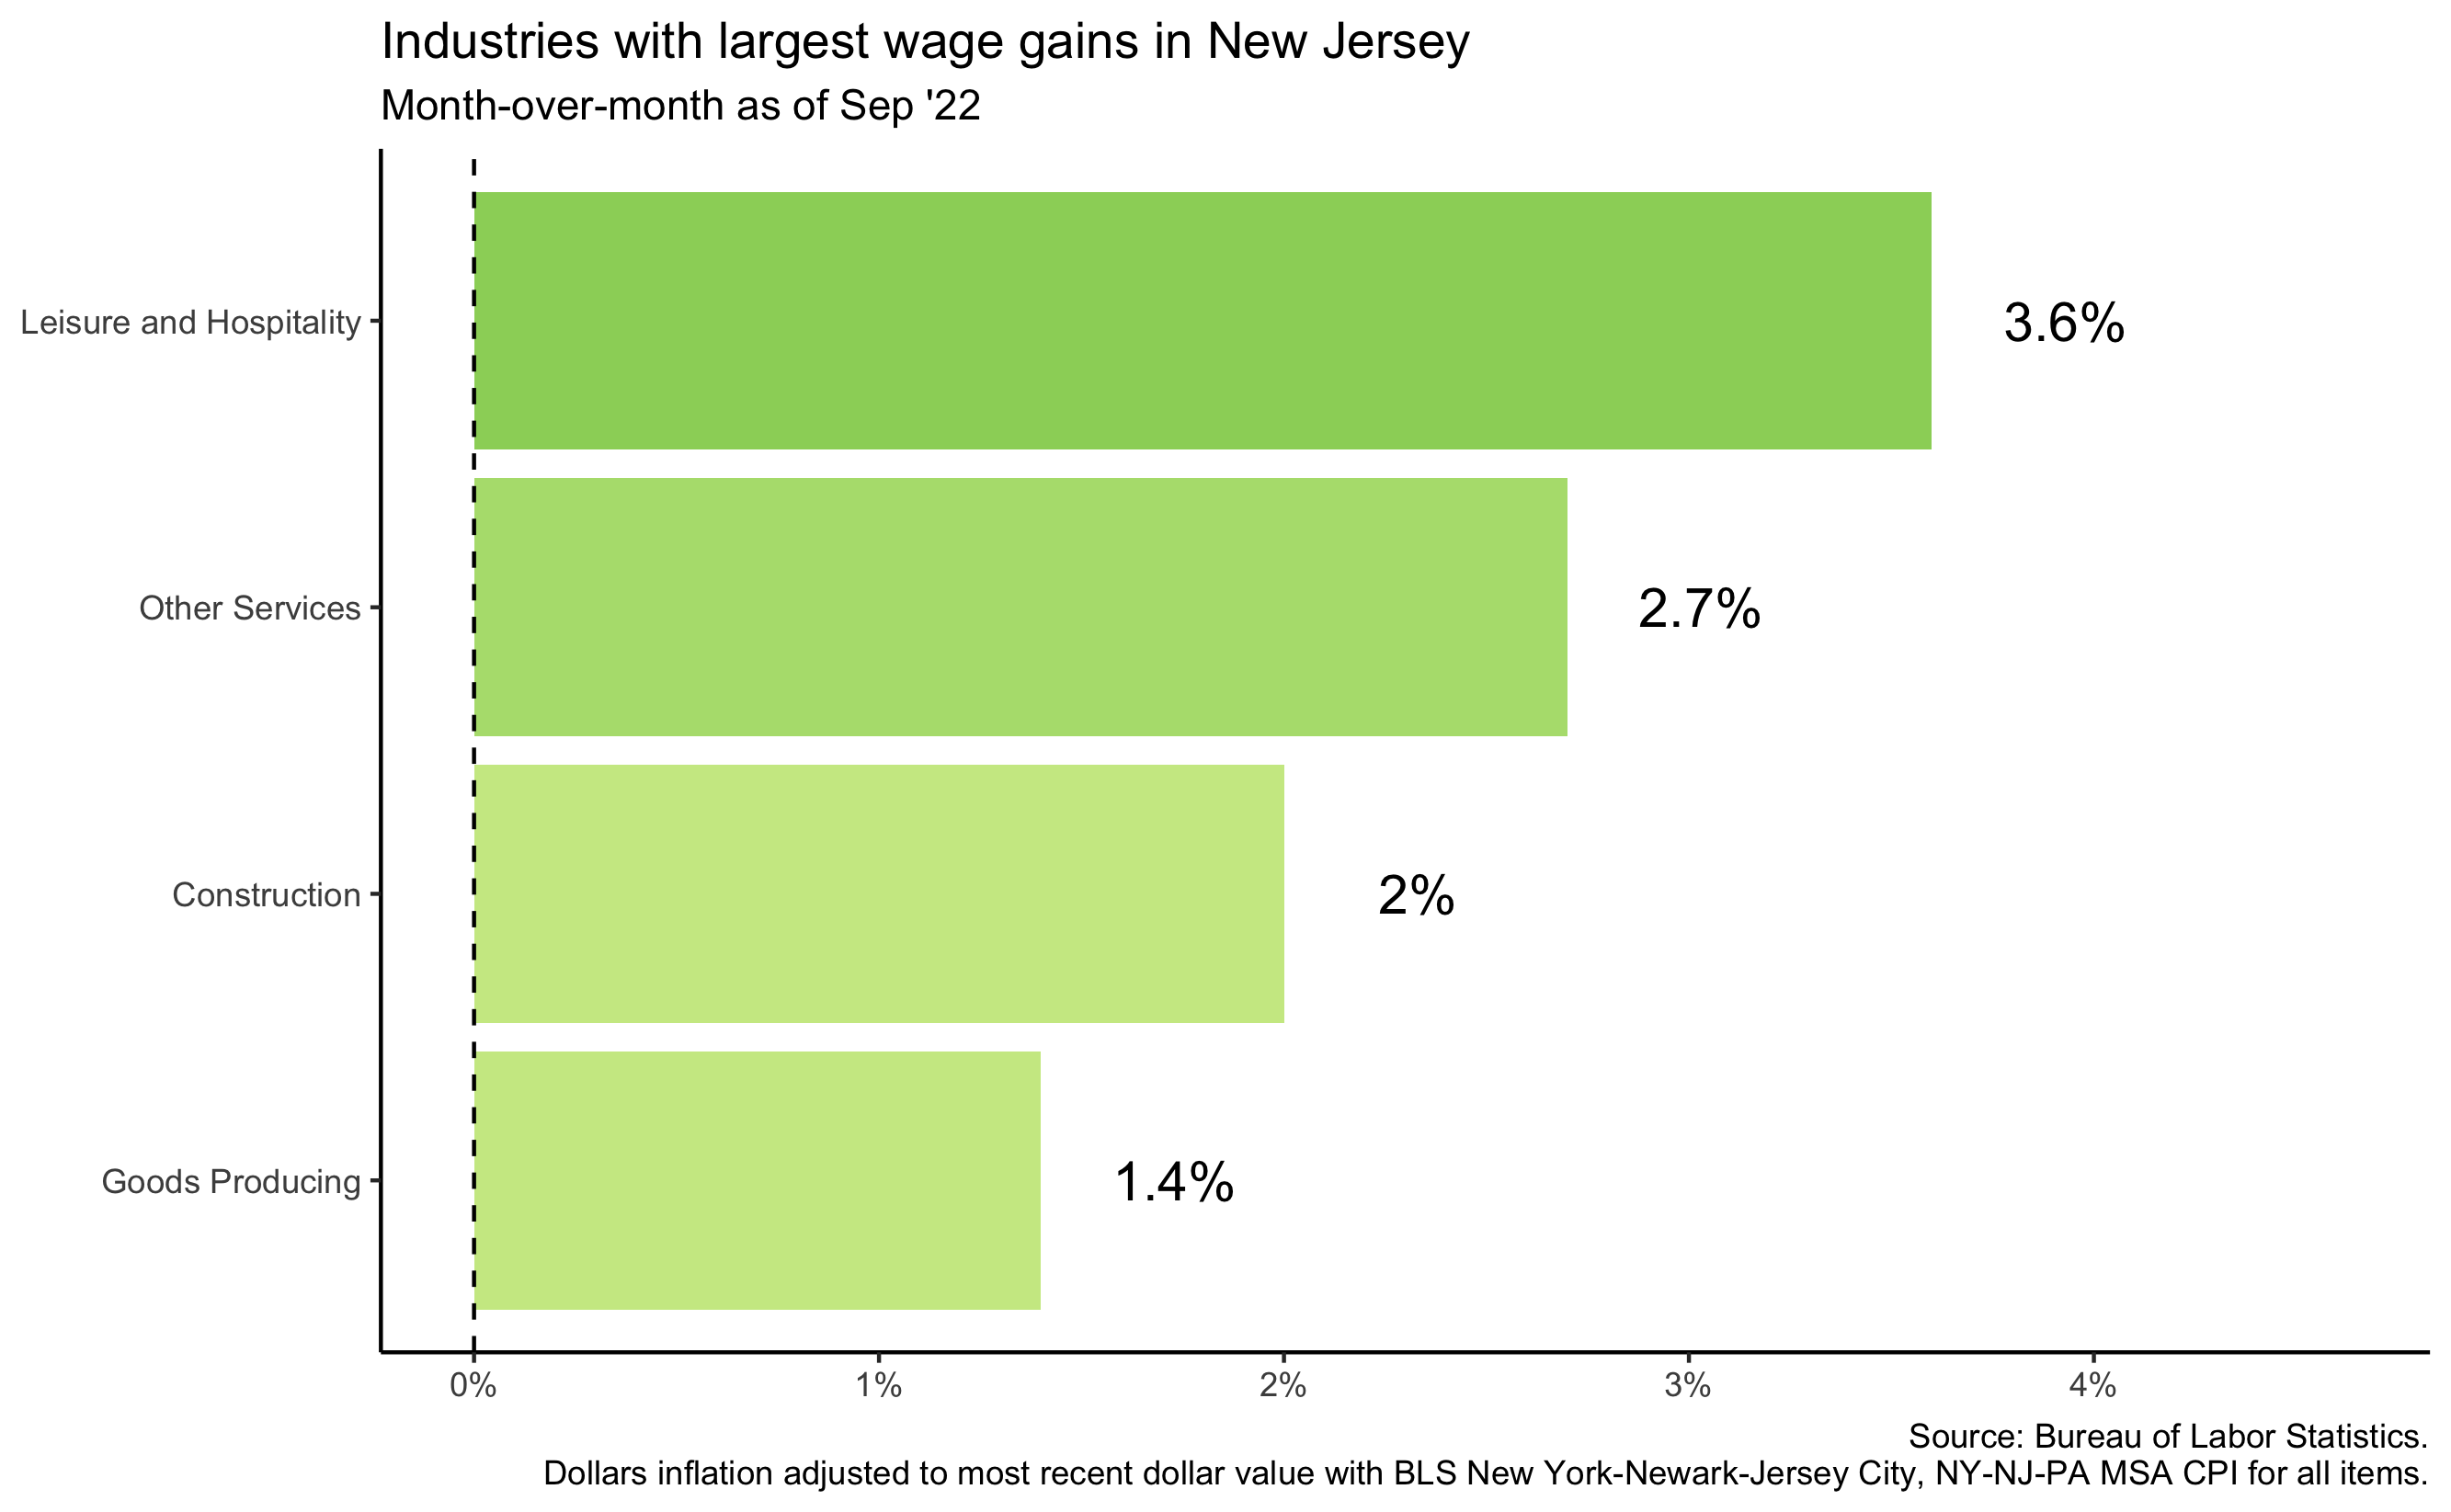 Industries with largest wage gains in New Jersey
Month-over-month as of Sep '22
Leisure and Hospitality
3.6%
Other Services
2.7%
Construction
2%
Goods Producing
1.4%
0%
1%
2%
3%
4%
Source: Bureau of Labor Statistics.
Dollars inflation adjusted to most recent dollar value with BLS New York-Newark-Jersey City, NY-NJ-PA MSA CPI for all items.